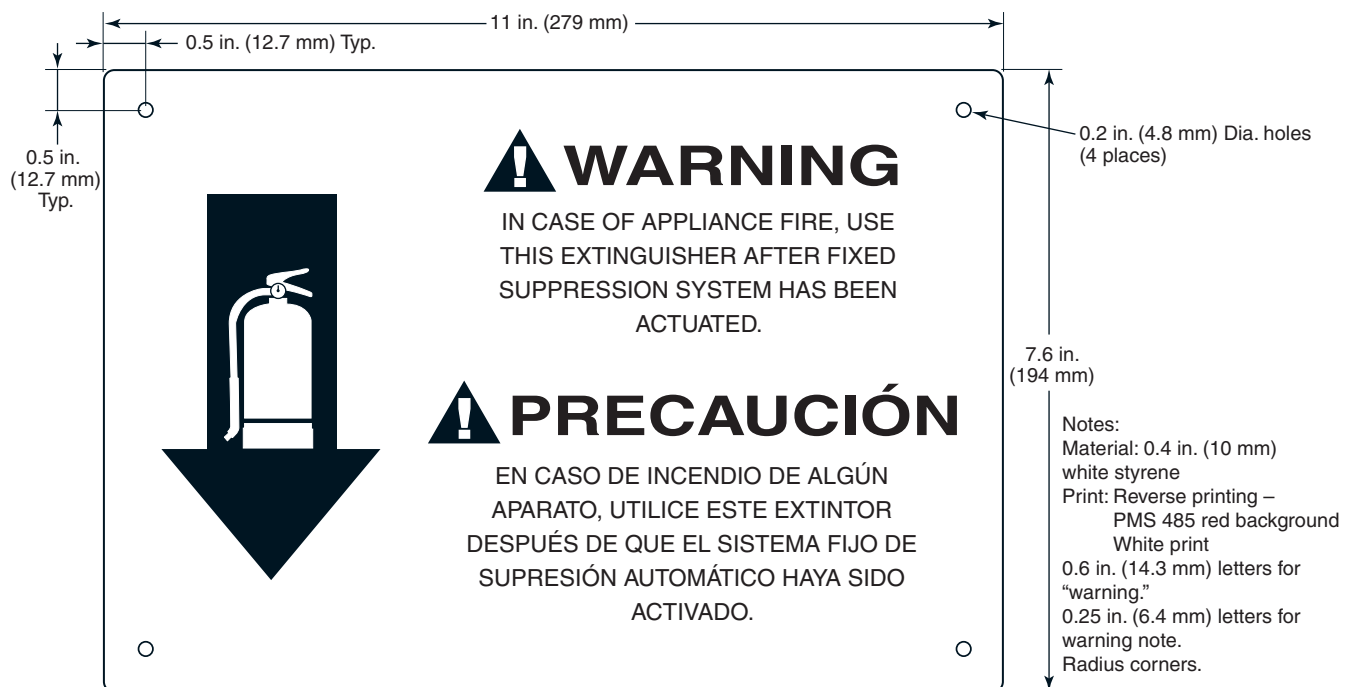 11 in. (279 mm)
0.5 in. (12.7 mm) Typ.
0.5 in.
(12.7 mm)
Typ.
0.2 in. (4.8 mm) Dia. holes
(4 places)
WARNING
IN CASE OF APPLIANCE FIRE, USE
THIS EXTINGUISHER AFTER FIXED
SUPPRESSION SYSTEM HAS BEEN
ACTUATED.
7.6 in.
(194 mm)
PRECAUCIÓN
EN CASO DE INCENDIO DE ALGÚN
APARATO, UTILICE ESTE EXTINTOR
DESPUÉS DE QUE EL SISTEMA FIJO DE
SUPRESIÓN AUTOMÁTICO HAYA SIDO
ACTIVADO.
Notes:
Material: 0.4 in. (10 mm)
white styrene
Print: Reverse printing –
PMS 485 red background
White print
0.6 in. (14.3 mm) letters for
“warning.”
0.25 in. (6.4 mm) letters for
warning note.
Radius corners.